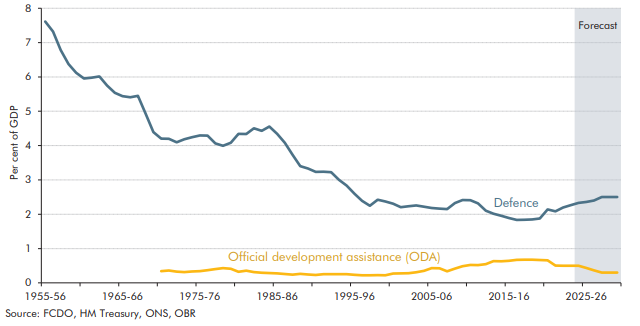 8
Forecast
7
6
5
Per cent of GDP
4
3
Defence
2
1
Official development assistance (ODA)
0
1955-56 1965-66 1975-76 1985-86 1995-96 2005-06 2015-16 2025-26
Source: FCDO, HM Treasury, ONS, OBR